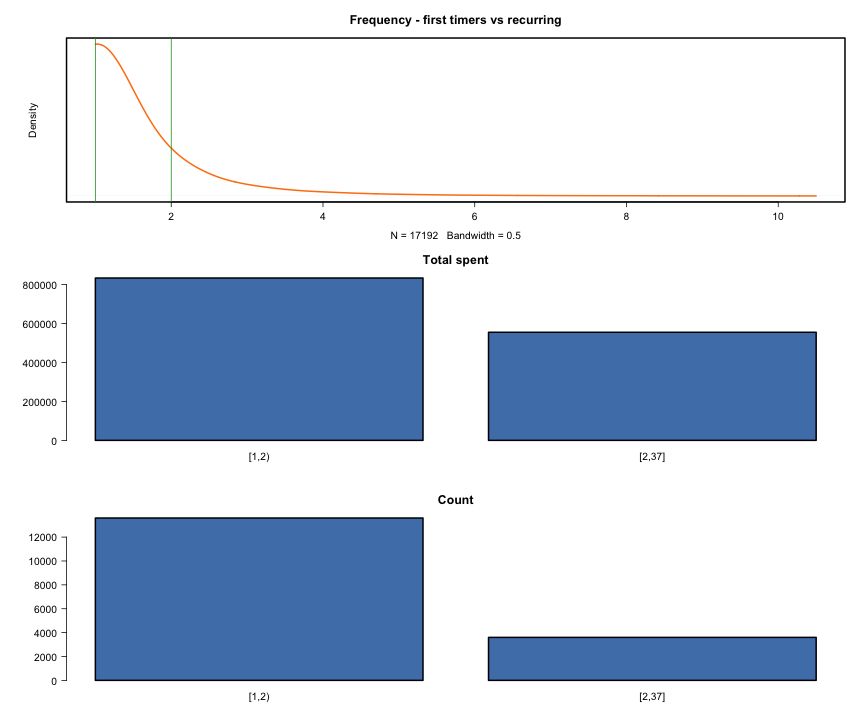 Frequency - first timers vs recurring
Density
2 4 6 8 10
N = 17192 Bandwidth = 0.5
Total spent
800000
600000
400000
200000
0
[1,2) [2,37]
Count
12000
10000
8000
6000
4000
2000
0
[1,2) [2,37]